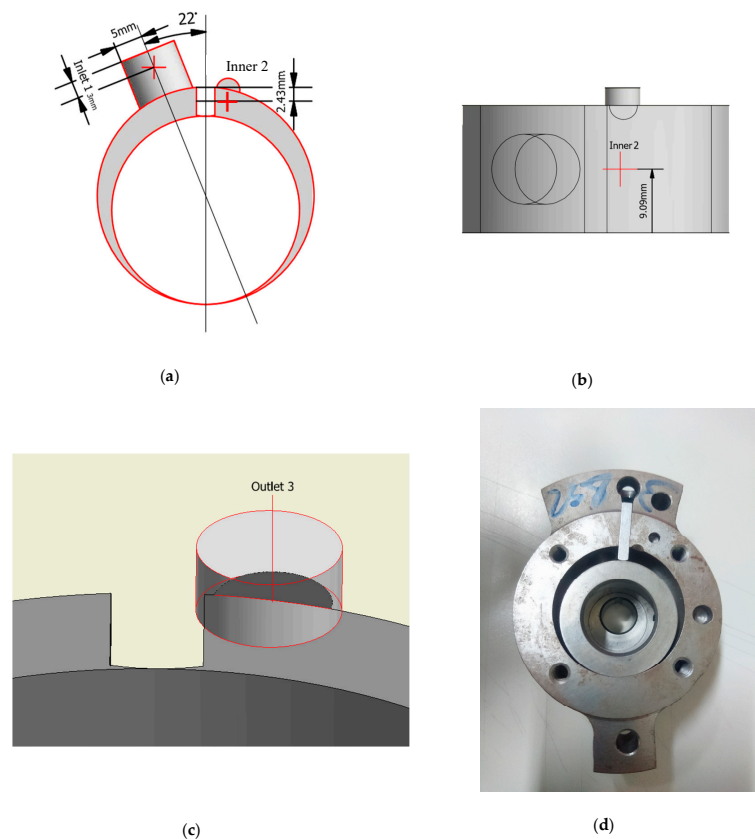 5mm
22°
Inlet 1
3mm
Inner 2
2.43mm
(a)
Inner 2
9.09mm
(b)
Outlet 3
(c)
(d)